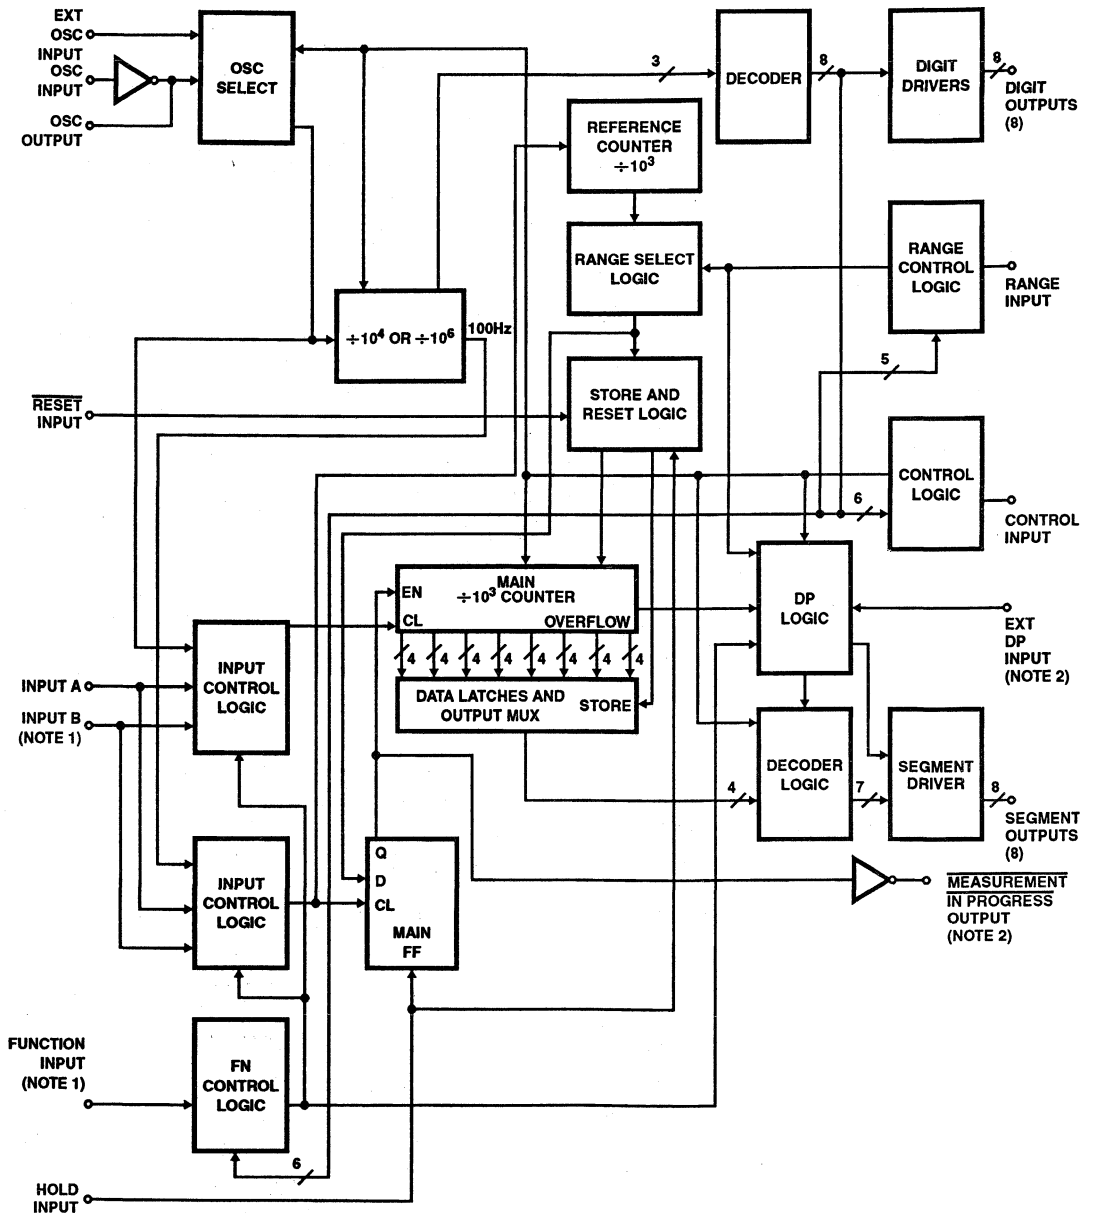 EXT
OSC
INPUT
OSC
INPUT
OSC
OUTPUT
OSC
SELECT
3
DECODER
8
DIGIT
DRIVERS
8
DIGIT
OUTPUTS
(8)
REFERENCE
COUNTER
÷10³
RANGE SELECT
LOGIC
RANGE
CONTROL
LOGIC
RANGE
INPUT
÷10⁴ OR ÷10⁶
100Hz
5
RESET
INPUT
STORE AND
RESET LOGIC
CONTROL
LOGIC
6
CONTROL
INPUT
MAIN
÷10³ COUNTER
EN
CL
OVERFLOW
4
4
4
4
4
4
4
4
DP
LOGIC
EXT
DP
INPUT
(NOTE 2)
INPUT
CONTROL
LOGIC
INPUT A
INPUT B
(NOTE 1)
DATA LATCHES AND
OUTPUT MUX
STORE
4
DECODER
LOGIC
7
SEGMENT
DRIVER
8
SEGMENT
OUTPUTS
(8)
INPUT
CONTROL
LOGIC
Q
D
CL
MAIN
FF
MEASUREMENT
IN PROGRESS
OUTPUT
(NOTE 2)
FUNCTION
INPUT
(NOTE 1)
FN
CONTROL
LOGIC
6
HOLD
INPUT